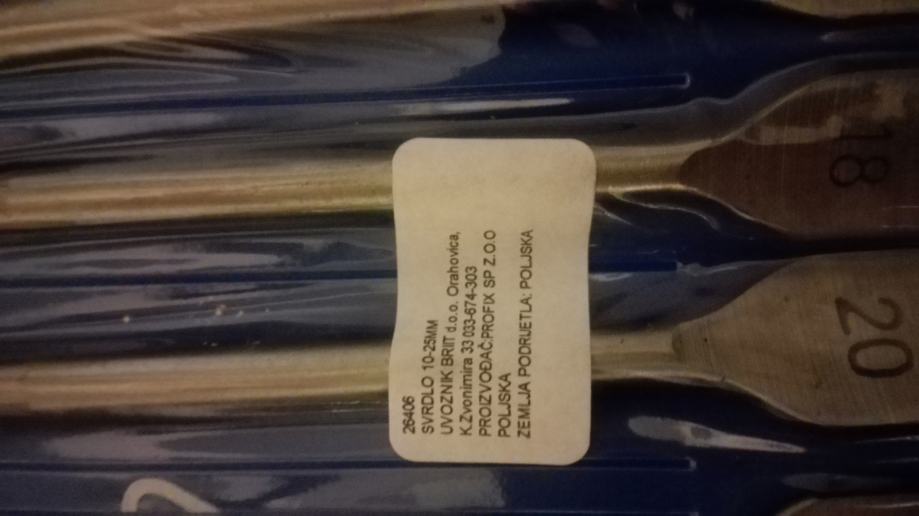 26406
SVRDLO 10-25MM
UVOZNIK BRIIT d.o.o. Orahovica,
K.Zvonimira 33 033-674-303
PROIZVOĐAČ:PROFIX SP Z.O.O
POLJSKA
ZEMLJA PODRIJETLA: POLJSKA
18
20